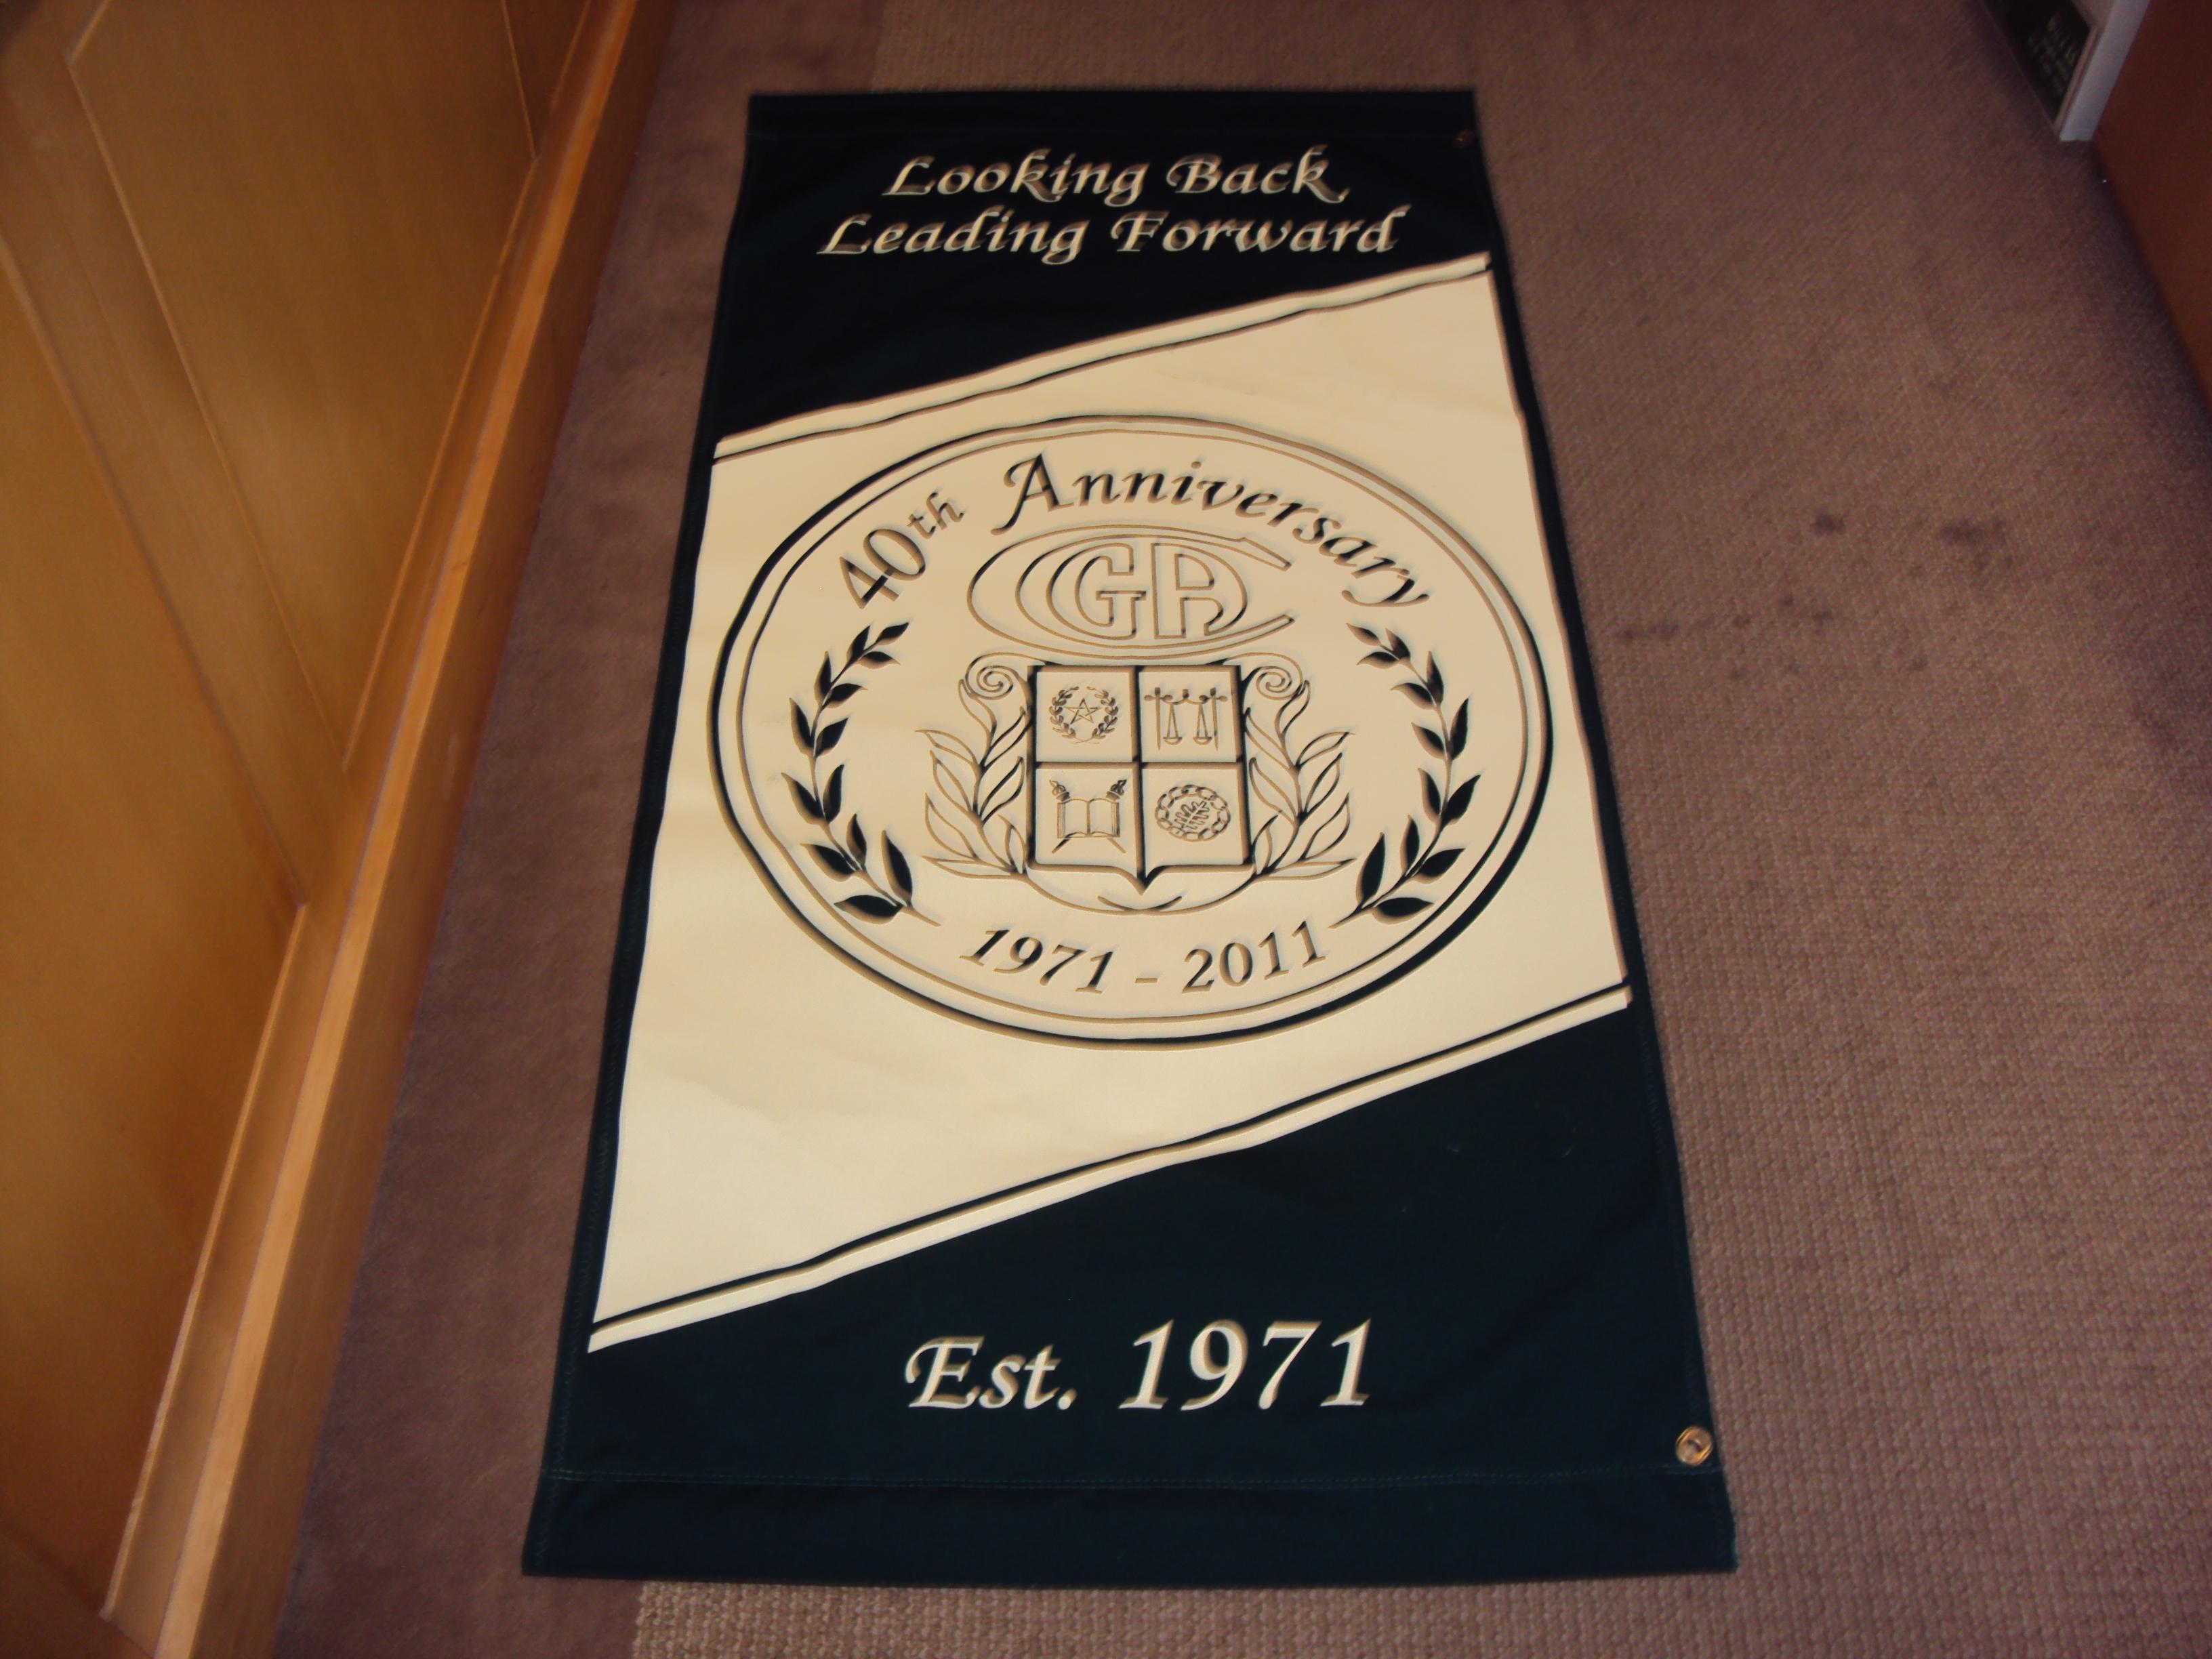 Looking Back
Leading Forward
40th Anniversary
CGA
1971 - 2011
Est. 1971